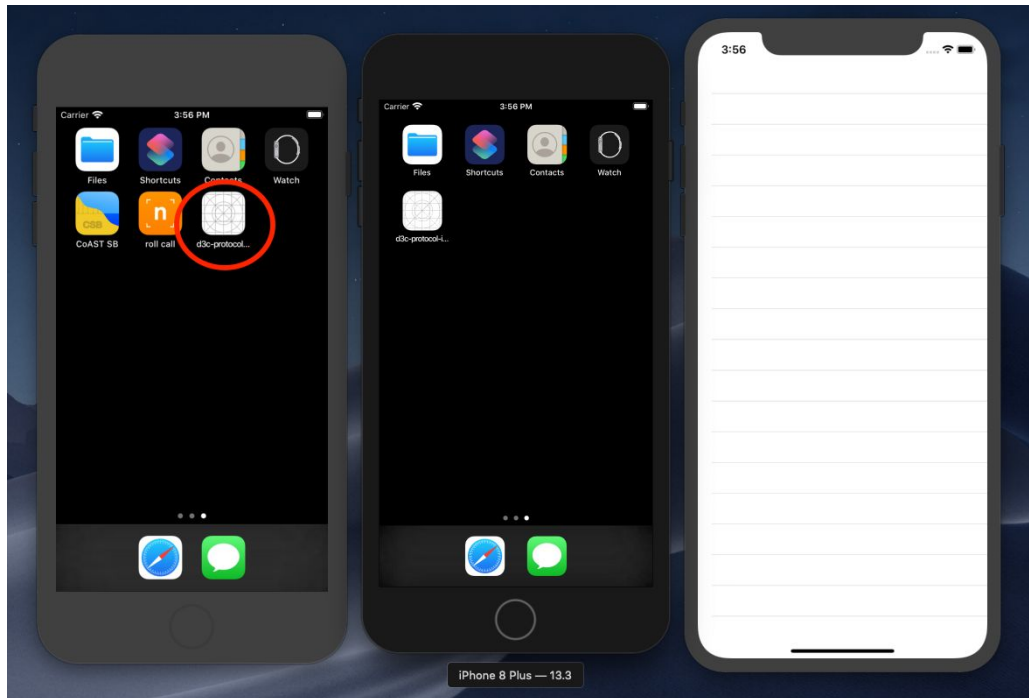 Carrier 3:56 PM
Files Shortcuts Contacts Watch
CSB n
CoAST SB roll call d3c-protocol...
Carrier 3:56 PM
Files Shortcuts Contacts Watch
d3c-protocol-i...
3:56
iPhone 8 Plus — 13.3